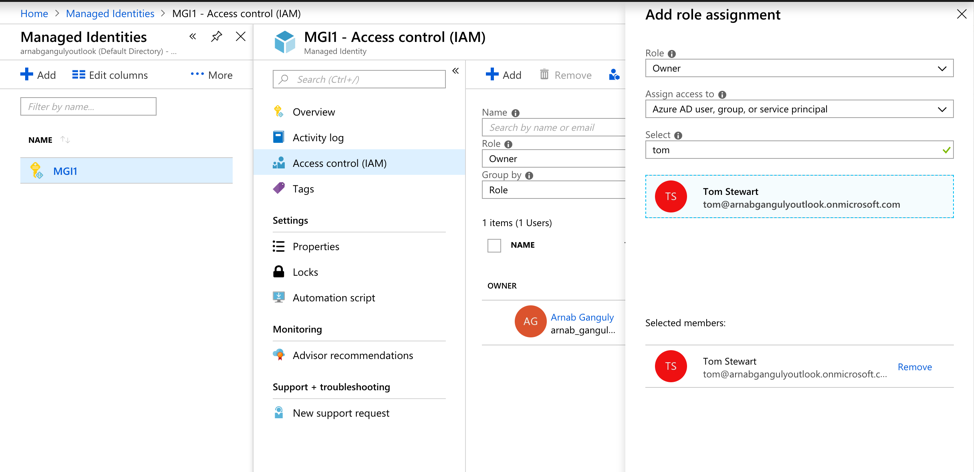 Home > Managed Identities > MGI1 - Access control (IAM)
Managed Identities
arnabgangulyoutlook (Default Directory) - ...
Add
Edit columns
More
Filter by name...
NAME
MGI1
MGI1 - Access control (IAM)
Managed Identity
Search (Ctrl+/)
Overview
Activity log
Access control (IAM)
Tags
Settings
Properties
Locks
Automation script
Monitoring
Advisor recommendations
Support + troubleshooting
New support request
Add
Remove
Name
Search by name or email
Role
Owner
Group by
Role
1 items (1 Users)
NAME
OWNER
AG
Arnab Ganguly
arnab_gangul...
Add role assignment
Role
Owner
Assign access to
Azure AD user, group, or service principal
Select
tom
TS
Tom Stewart
tom@arnabgangulyoutlook.onmicrosoft.com
Selected members:
TS
Tom Stewart
tom@arnabgangulyoutlook.onmicrosoft.c...
Remove